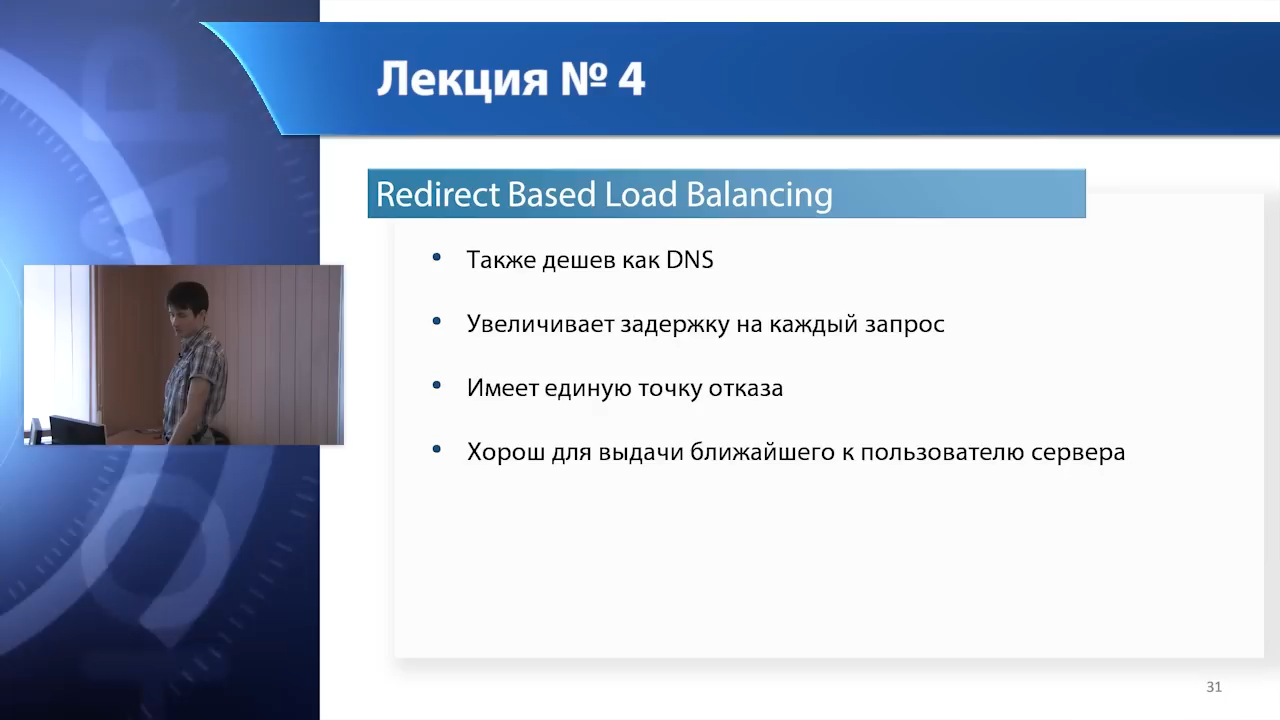 Лекция № 4
Redirect Based Load Balancing
• Также дешев как DNS
• Увеличивает задержку на каждый запрос
• Имеет единую точку отказа
• Хорош для выдачи ближайшего к пользователю сервера
31